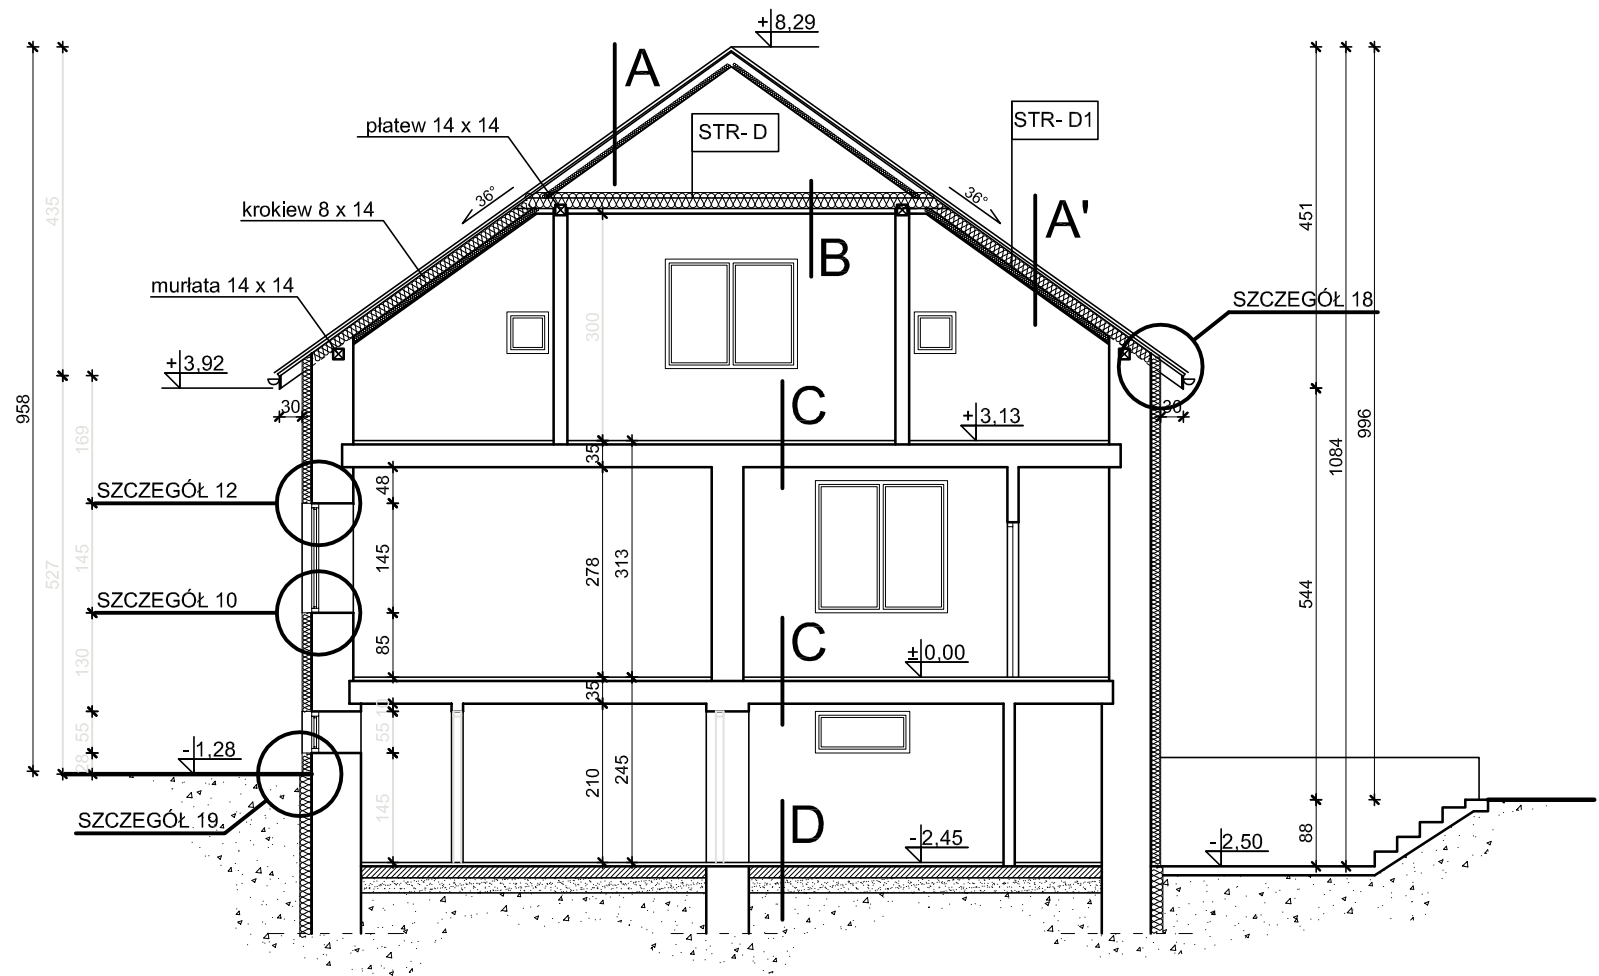 +8,29
A
płatew 14 x 14
STR- D
STR- D1
36°
36°
krokiew 8 x 14
A'
B
murłata 14 x 14
SZCZEGÓŁ 18
+3,92
435
451
300
958
30
30
C
+3,13
996
1084
169
35
48
SZCZEGÓŁ 12
145
145
278
313
527
544
SZCZEGÓŁ 10
85
130
C
±0,00
35
55
55
28
-1,28
210
245
145
SZCZEGÓŁ 19
D
-2,45
-2,50
88